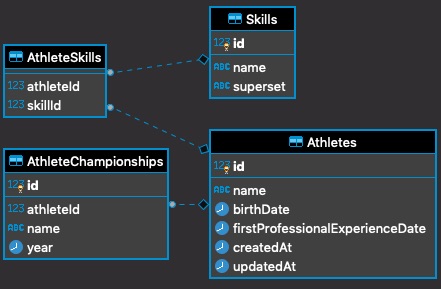 Skills
123 id
ABC name
ABC superset
AthleteSkills
123 athleteId
123 skillId
Athletes
123 id
ABC name
birthDate
firstProfessionalExperienceDate
createdAt
updatedAt
AthleteChampionships
123 id
123 athleteId
ABC name
year